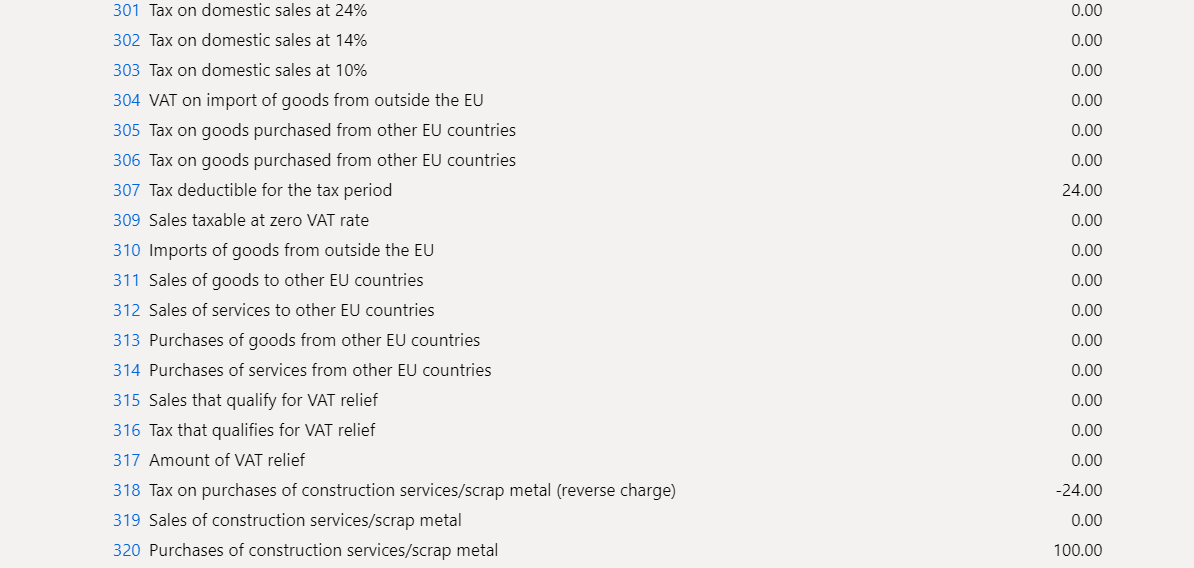 301 Tax on domestic sales at 24% 0.00
302 Tax on domestic sales at 14% 0.00
303 Tax on domestic sales at 10% 0.00
304 VAT on import of goods from outside the EU 0.00
305 Tax on goods purchased from other EU countries 0.00
306 Tax on goods purchased from other EU countries 0.00
307 Tax deductible for the tax period 24.00
309 Sales taxable at zero VAT rate 0.00
310 Imports of goods from outside the EU 0.00
311 Sales of goods to other EU countries 0.00
312 Sales of services to other EU countries 0.00
313 Purchases of goods from other EU countries 0.00
314 Purchases of services from other EU countries 0.00
315 Sales that qualify for VAT relief 0.00
316 Tax that qualifies for VAT relief 0.00
317 Amount of VAT relief 0.00
318 Tax on purchases of construction services/scrap metal (reverse charge) -24.00
319 Sales of construction services/scrap metal 0.00
320 Purchases of construction services/scrap metal 100.00